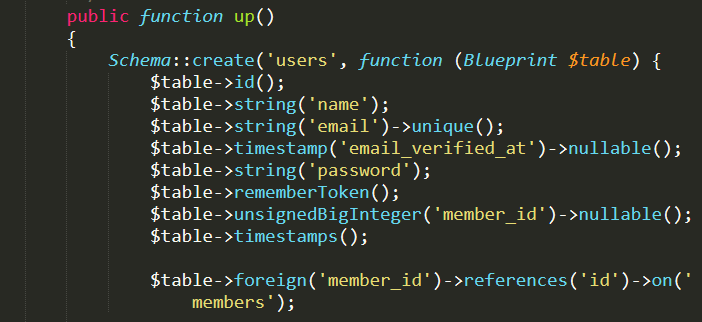 public function up()
{
Schema::create('users', function (Blueprint $table) {
$table->id();
$table->string('name');
$table->string('email')->unique();
$table->timestamp('email_verified_at')->nullable();
$table->string('password');
$table->rememberToken();
$table->unsignedBigInteger('member_id')->nullable();
$table->timestamps();
$table->foreign('member_id')->references('id')->on('
members');